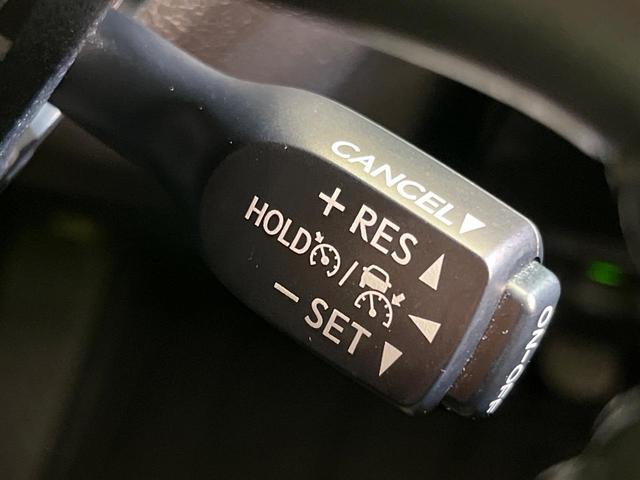 CANCEL
+ RES
HOLD /
− SET
ON-OFF